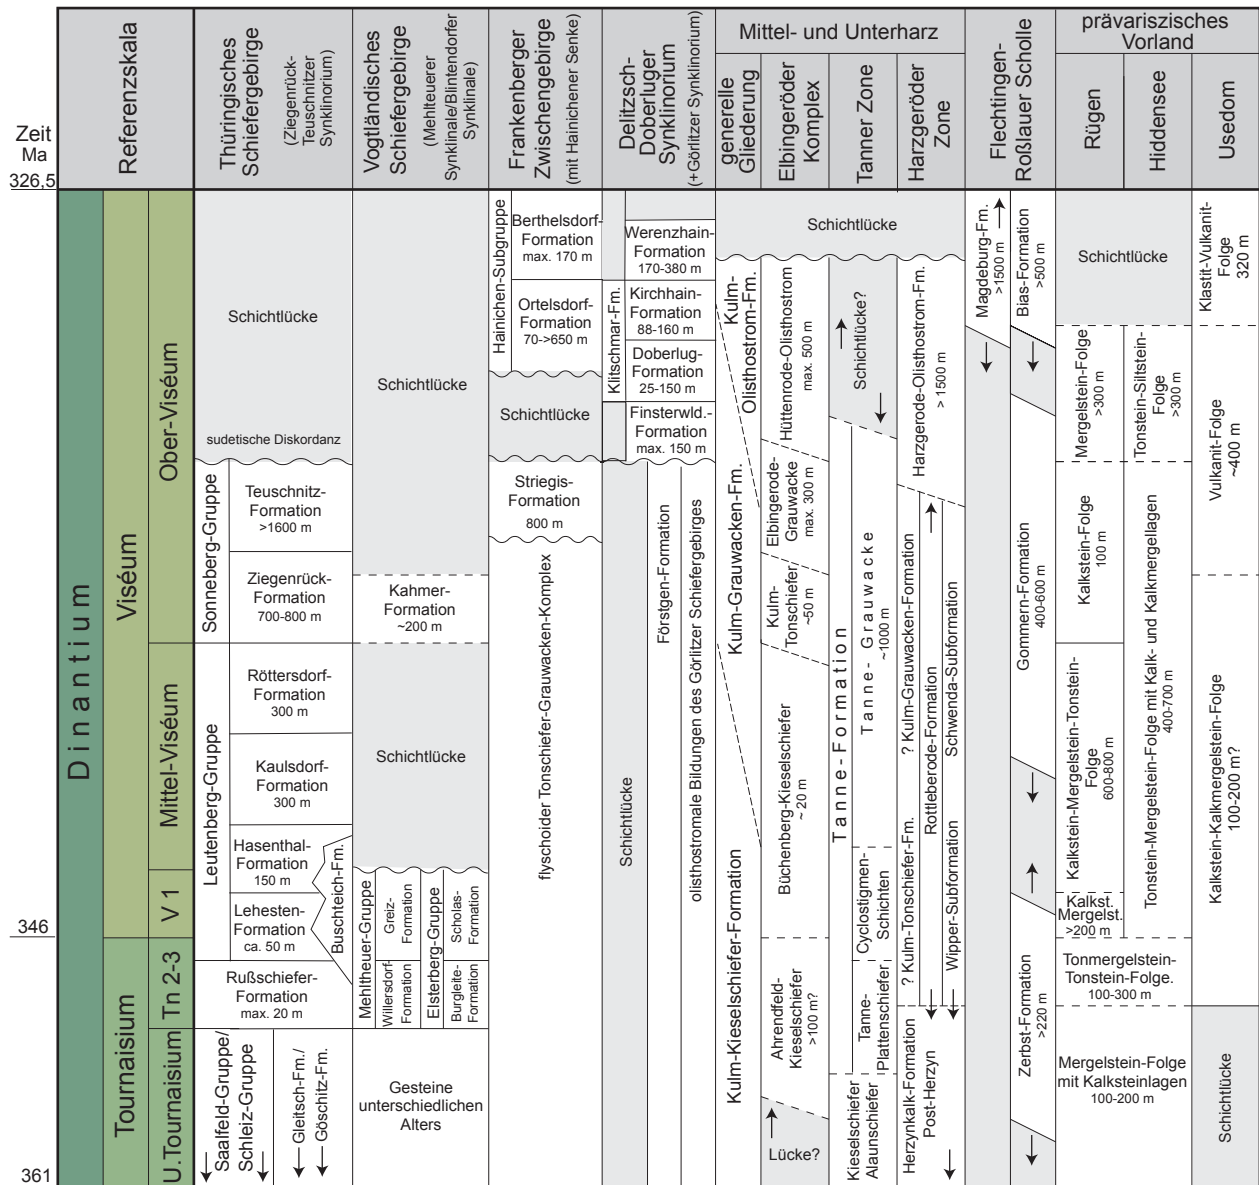 Zeit
Ma
326,5
346
361
Referenzskala
Thüringisches
Schiefergebirge
(Ziegenrück-
Teuschnitzer
Synklinorium)
Vogtländisches
Schiefergebirge
(Mehlteuerer
Synklinale/Blintendorfer
Synklinale)
Frankenberger
Zwischengebirge
(mit Hainichener Senke)
Delitzsch-
Doberluger
Synklinorium
(+Görlitzer Synklinorium)
Mittel- und Unterharz
generelle
Gliederung
Elbingeröder
Komplex
Tanner Zone
Harzgeröder
Zone
Flechtingen-
Roßlauer Scholle
prävariszisches
Vorland
Rügen
Hiddensee
Usedom
Dinantium
Viséum
Tournaisium
Ober-Viséum
Mittel-Viséum
V 1
Tn 2-3
U.Tournaisium
Schichtlücke
sudetische Diskordanz
Sonneberg-Gruppe
Teuschnitz-
Formation
>1600 m
Ziegenrück-
Formation
700-800 m
Leutenberg-Gruppe
Röttersdorf-
Formation
300 m
Kaulsdorf-
Formation
300 m
Hasenthal-
Formation
150 m
Lehesten-
Formation
ca. 50 m
Buschteich-Fm.
Rußschiefer-
Formation
max. 20 m
Saalfeld-Gruppe/
Schleiz-Gruppe
Gleitsch-Fm./
Göschitz-Fm.
Schichtlücke
Kahmer-
Formation
~200 m
Schichtlücke
Mehltheuer-Gruppe
Greiz-
Formation
Willersdorf-
Formation
Elsterberg-Gruppe
Scholas-
Formation
Burgleite-
Formation
Gesteine
unterschiedlichen
Alters
Hainichen-Subgruppe
Berthelsdorf-
Formation
max. 170 m
Ortelsdorf-
Formation
70->650 m
Schichtlücke
Striegis-
Formation
800 m
flyschoider Tonschiefer-Grauwacken-Komplex
Klitschmar-Fm.
Werenzhain-
Formation
170-380 m
Kirchhain-
Formation
88-160 m
Doberlug-
Formation
25-150 m
Finsterwld.-
Formation
max. 150 m
Schichtlücke
Förstgen-Formation
olisthostromale Bildungen des Görlitzer Schiefergebirges
Schichtlücke
Kulm-
Olisthostrom-Fm.
Kulm-Grauwacken-Fm.
Kulm-Kieselschiefer-Formation
Hüttenrode-Olisthostrom
max. 500 m
Elbingerode-
Grauwacke
max. 300 m
Kulm-
Tonschiefer
~50 m
Büchenberg-Kieselschiefer
~ 20 m
Ahrendfeld-
Kieselschiefer
>100 m?
Lücke?
Schichtlücke?
Tanne-Formation
Tanne- Grauwacke
~1000 m
Cyclostigmen-
Schichten
Tanne-
Plattenschiefer
Kieselschiefer
Alaunschiefer
Harzgerode-Olisthostrom-Fm.
> 1500 m
? Kulm-Grauwacken-Formation
? Kulm-Tonschiefer-Fm.
Rottleberode-Formation
Schwenda-Subformation
Wipper-Subformation
Herzynkalk-Formation
Post-Herzyn
Magdeburg-Fm.
>1500 m
Bias-Formation
>500 m
Gommern-Formation
400-600 m
Zerbst-Formation
>220 m
Schichtlücke
Mergelstein-Folge
>300 m
Tonstein-Siltstein-
Folge
>300 m
Kalkstein-Folge
100 m
Kalkstein-Mergelstein-Tonstein-
Folge
600-800 m
Kalkst.
Mergelst.
>200 m
Tonstein-Mergelstein-Folge mit Kalk- und Kalkmergellagen
400-700 m
Tonmergelstein-
Tonstein-Folge.
100-300 m
Mergelstein-Folge
mit Kalksteinlagen
100-200 m
Klastit-Vulkanit-
Folge
320 m
Vulkanit-Folge
~400 m
Kalkstein-Kalkmergelstein-Folge
100-200 m?
Schichtlücke